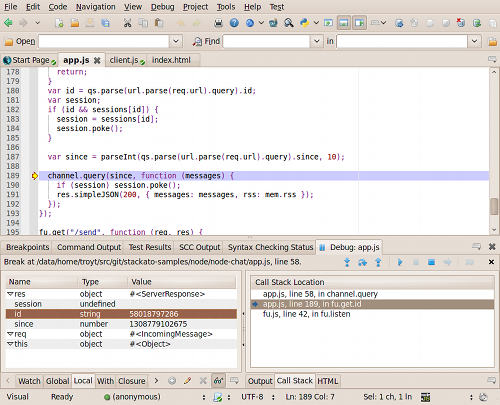 File Edit Code Navigation View Debug Project Tools Help Test
Open Find in
Start Page app.js client.js index.html
178 return;
179 }
180 var id = qs.parse(url.parse(req.url).query).id;
181 var session;
182 if (id && sessions[id]) {
183 session = sessions[id];
184 session.poke();
185 }
186
187 var since = parseInt(qs.parse(url.parse(req.url).query).since, 10);
188
189 channel.query(since, function (messages) {
190 if (session) session.poke();
191 res.simpleJSON(200, { messages: messages, rss: mem.rss });
192 });
193 });
194
195 fu.get("/send", function (req, res) {
Breakpoints Command Output Test Results SCC Output Syntax Checking Status Debug: app.js
Break at /data/home/troyt/src/git/stackato-samples/node/node-chat/app.js, line 58.
Name Type Value
res object #<ServerResponse>
session undefined
id string 58018797286
since number 1308779102675
req object #<IncomingMessage>
this object #<Object>
Call Stack Location
app.js, line 58, in channel.query
app.js, line 189, in fu.get.id
fu.js, line 42, in fu.listen
Watch Global Local With Closure
Output Call Stack HTML
Visual Ready (anonymous) UTF-8 Ln: 189 Col: 7 Sel: 1 ch, 1 ln